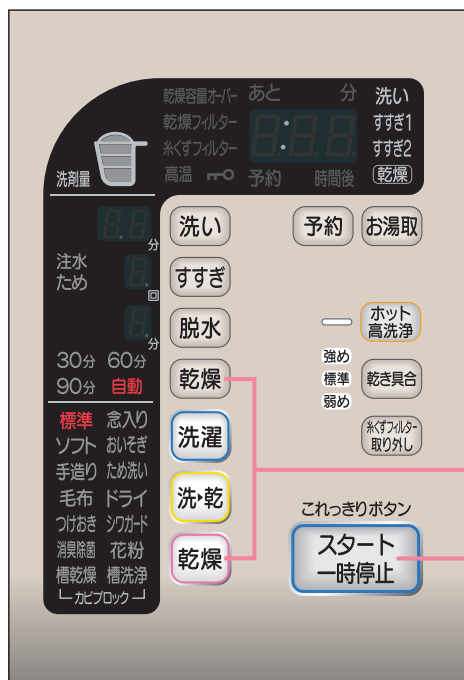 乾燥容量オーバー あと 分 洗い
乾燥フィルター 8:88 すすぎ1
糸くずフィルター すすぎ2
高温 予約 時間後 乾燥
洗剤量
8.8 分
注水
ため
8. 回
8. 分
30分 60分
90分 自動
標準 念入り
ソフト おいそぎ
手造り ため洗い
毛布 ドライ
つけおき シワガード
消臭除菌 花粉
槽乾燥 槽洗浄
カビブロック
洗い
すすぎ
脱水
乾燥
洗濯
洗▸乾
乾燥
予約 お湯取
ホット
高洗浄
強め
標準
弱め
乾き具合
糸くずフィルター
取り外し
これっきりボタン
スタート
一時停止